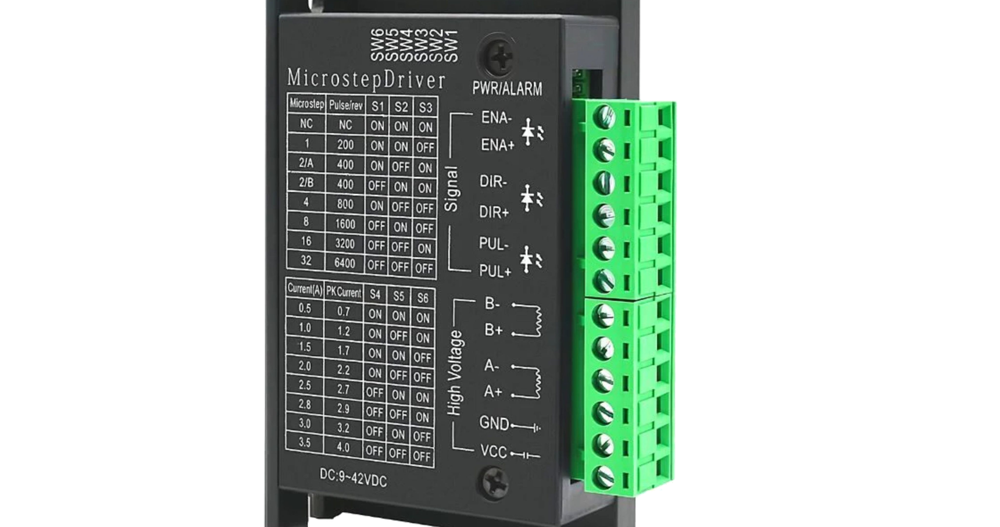 SW6
SW5
SW4
SW3
SW2
SW1
MicrostepDriver
PWR/ALARM
Microstep Pulse/rev S1 S2 S3
NC NC ON ON ON
1 200 ON ON OFF
2/A 400 ON OFF ON
2/B 400 OFF ON ON
4 800 ON OFF OFF
8 1600 OFF ON OFF
16 3200 OFF OFF ON
32 6400 OFF OFF OFF
Current(A) PK Current S4 S5 S6
0.5 0.7 ON ON ON
1.0 1.2 ON OFF ON
1.5 1.7 ON ON OFF
2.0 2.2 ON OFF OFF
2.5 2.7 OFF ON ON
2.8 2.9 OFF OFF ON
3.0 3.2 OFF ON OFF
3.5 4.0 OFF OFF OFF
DC:9~42VDC
Signal
ENA-
ENA+
DIR-
DIR+
PUL-
PUL+
High Voltage
B-
B+
A-
A+
GND
VCC